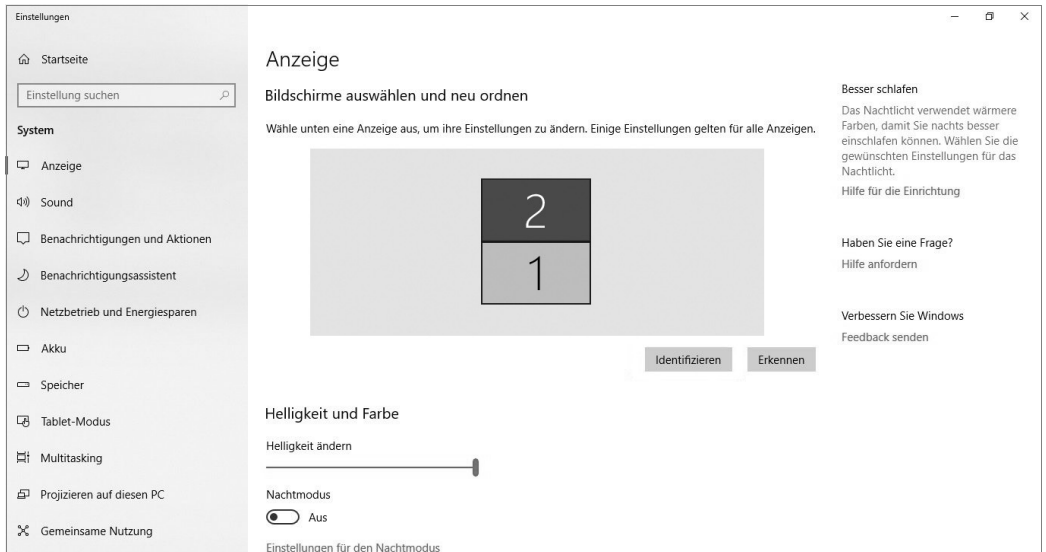 Einstellungen
Startseite
Einstellung suchen
System
Anzeige
Sound
Benachrichtigungen und Aktionen
Benachrichtigungsassistent
Netzbetrieb und Energiesparen
Akku
Speicher
Tablet-Modus
Multitasking
Projizieren auf diesen PC
Gemeinsame Nutzung
Anzeige
Bildschirme auswählen und neu ordnen
Wähle unten eine Anzeige aus, um ihre Einstellungen zu ändern. Einige Einstellungen gelten für alle Anzeigen.
2
1
Identifizieren
Erkennen
Helligkeit und Farbe
Helligkeit ändern
Nachtmodus
Aus
Einstellungen für den Nachtmodus
Besser schlafen
Das Nachtlicht verwendet wärmere
Farben, damit Sie nachts besser
einschlafen können. Wählen Sie die
gewünschten Einstellungen für das
Nachtlicht.
Hilfe für die Einrichtung
Haben Sie eine Frage?
Hilfe anfordern
Verbessern Sie Windows
Feedback senden